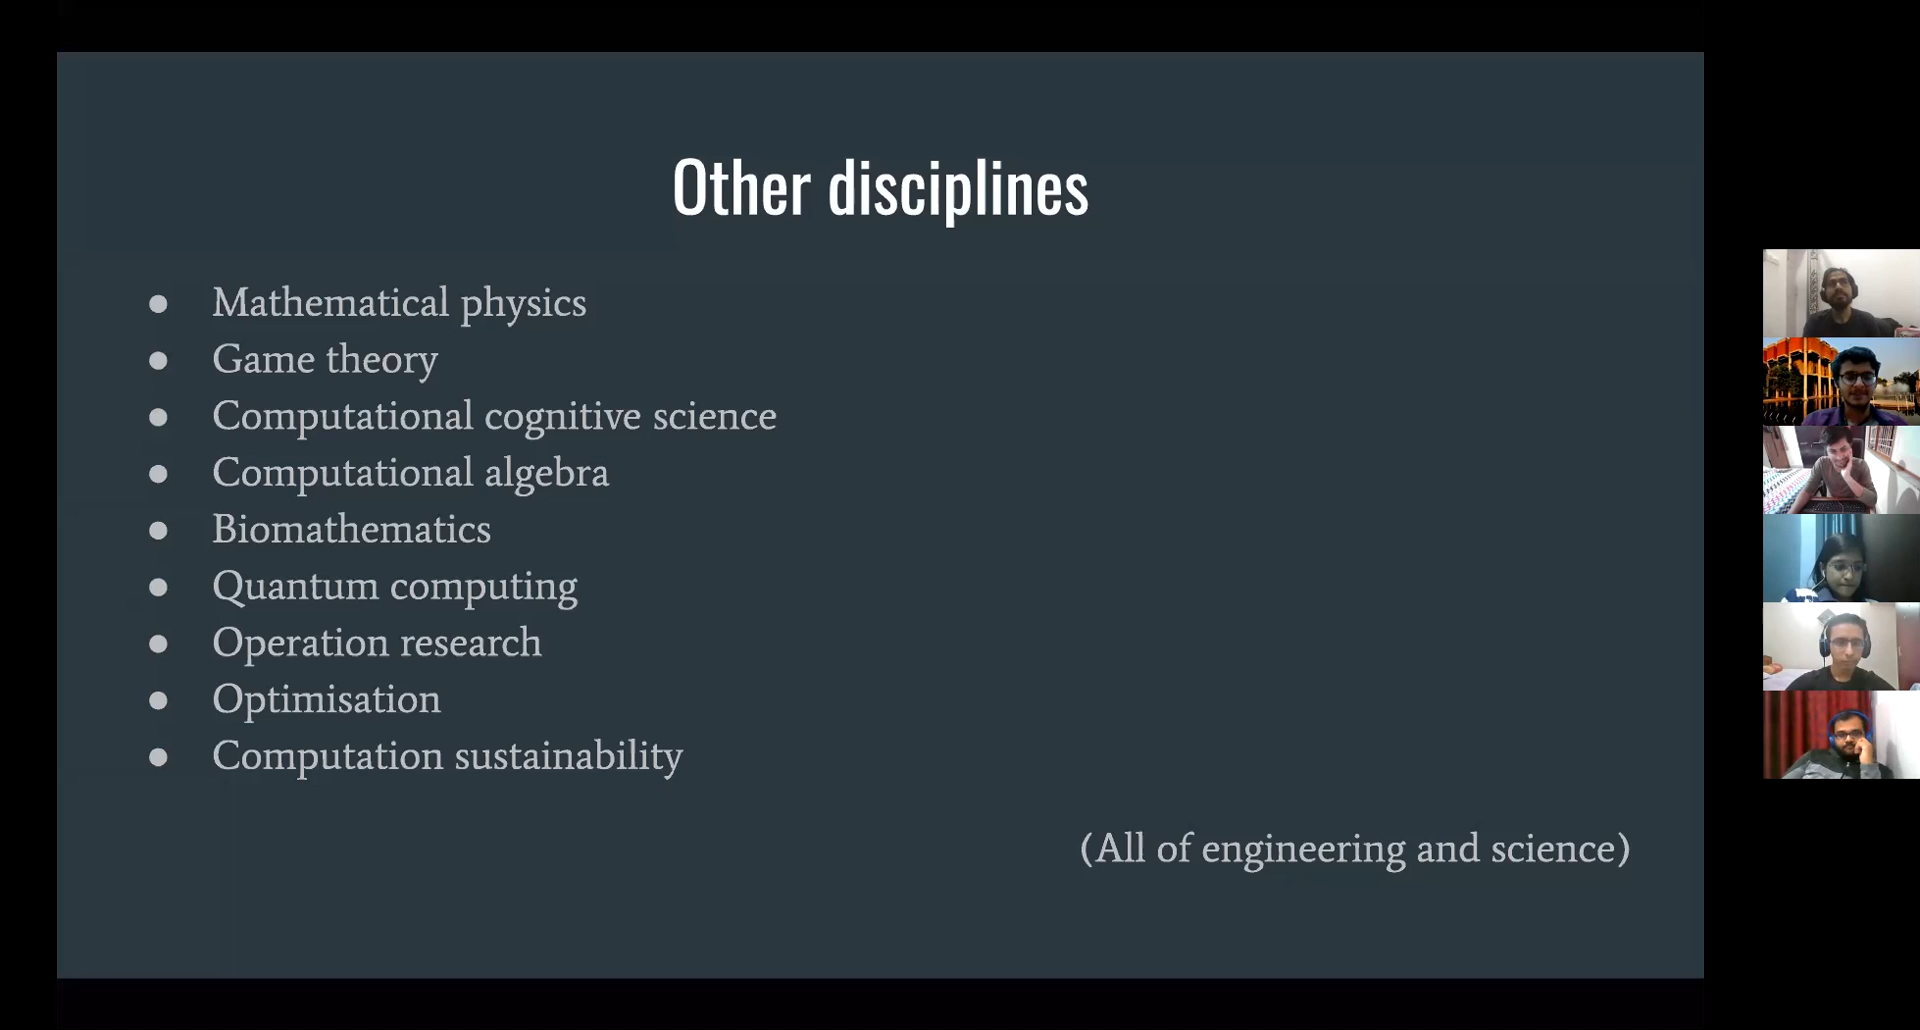 Other disciplines
● Mathematical physics
● Game theory
● Computational cognitive science
● Computational algebra
● Biomathematics
● Quantum computing
● Operation research
● Optimisation
● Computation sustainability
(All of engineering and science)